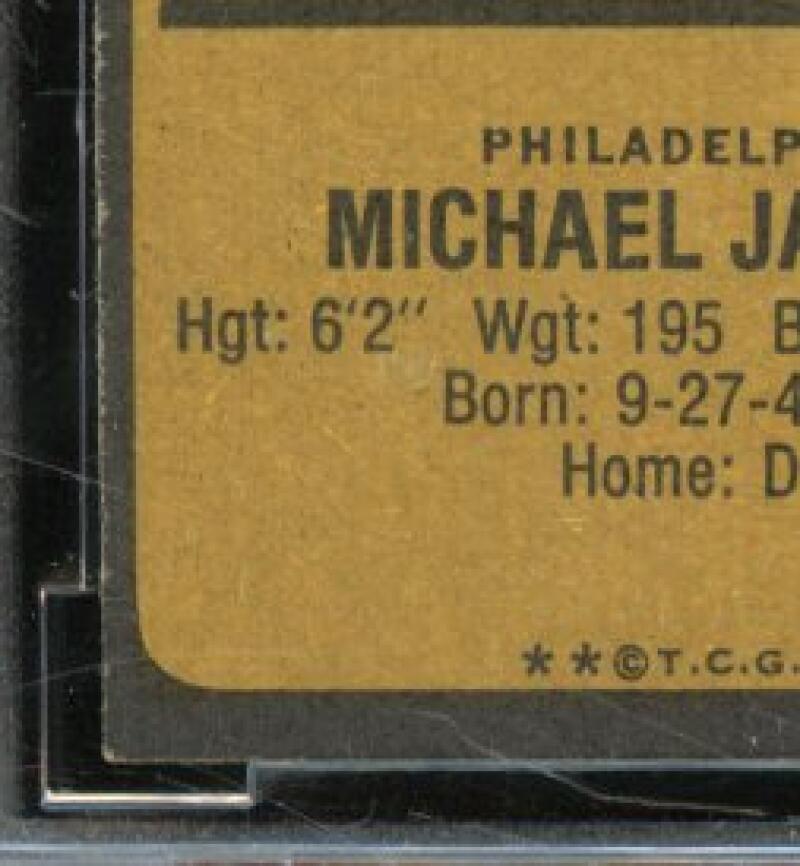 PHILADELP
MICHAEL JA
Hgt: 6‘2‘‘ Wgt: 195 B
Born: 9-27-4
Home: D
**©T.C.G.